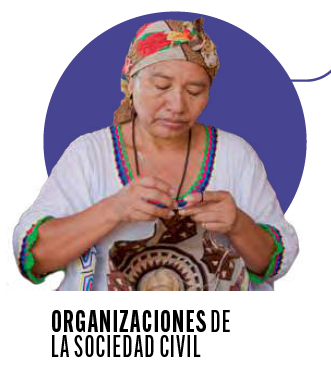 ORGANIZACIONES DE
LA SOCIEDAD CIVIL